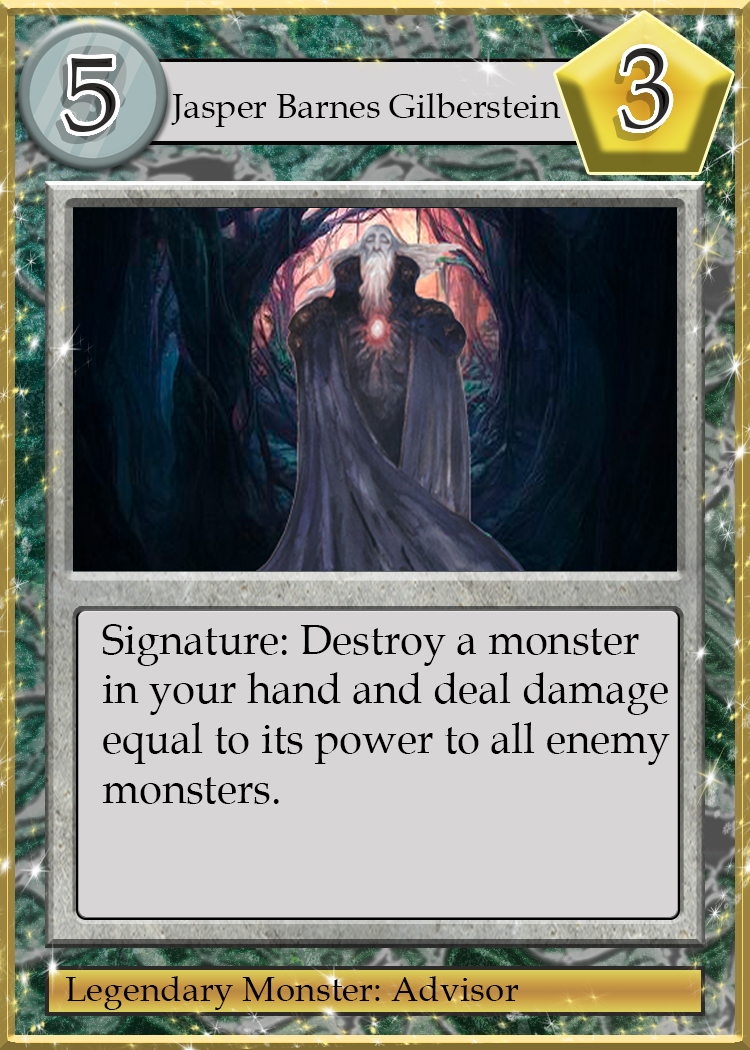 5
Jasper Barnes Gilberstein
3
Signature: Destroy a monster
in your hand and deal damage
equal to its power to all enemy
monsters.
Legendary Monster: Advisor